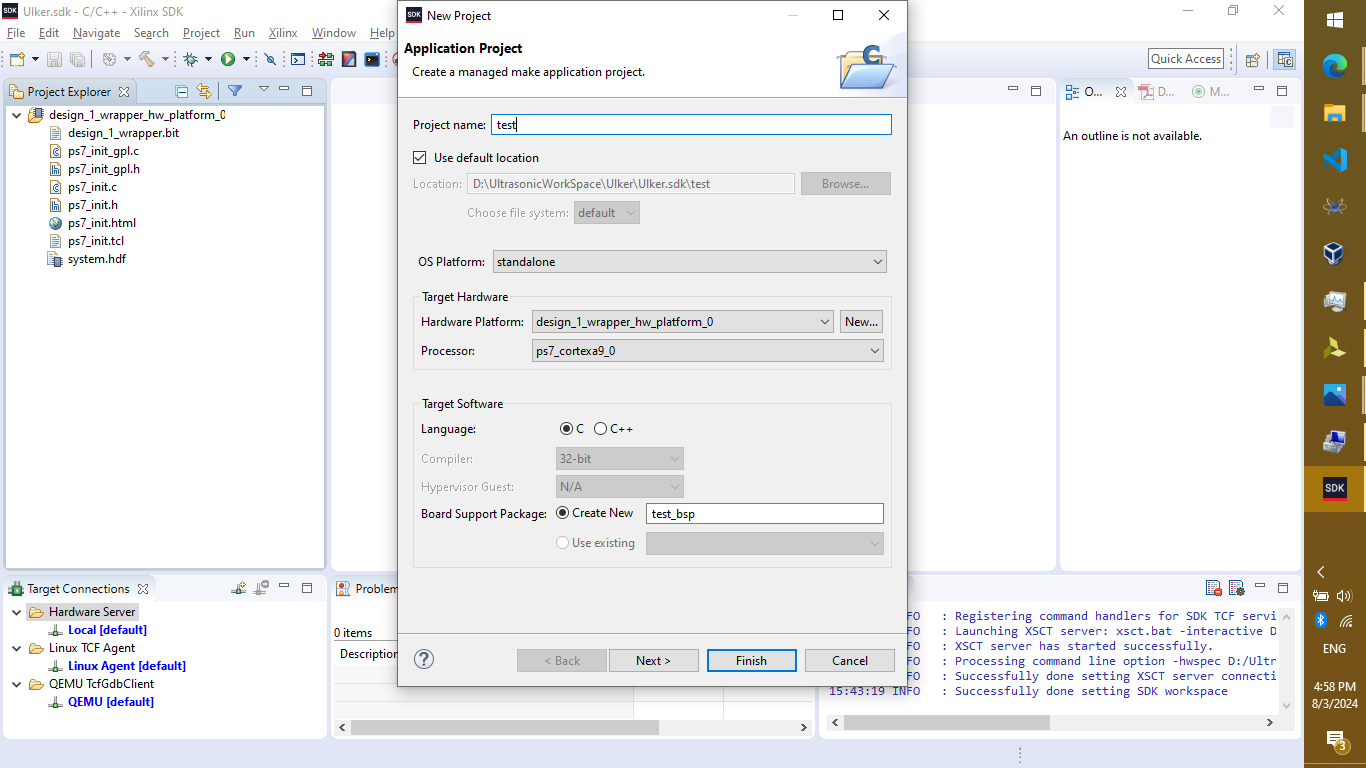 SDK Ulker.sdk - C/C++ - Xilinx SDK
File Edit Navigate Search Project Run Xilinx Window Help
Quick Access
Project Explorer
design_1_wrapper_hw_platform_0
design_1_wrapper.bit
ps7_init_gpl.c
ps7_init_gpl.h
ps7_init.c
ps7_init.h
ps7_init.html
ps7_init.tcl
system.hdf
SDK New Project
Application Project
Create a managed make application project.
Project name: test
Use default location
Location: D:\UltrasonicWorkSpace\Ulker\Ulker.sdk\test Browse...
Choose file system: default
OS Platform: standalone
Target Hardware
Hardware Platform: design_1_wrapper_hw_platform_0 New...
Processor: ps7_cortexa9_0
Target Software
Language: C C++
Compiler: 32-bit
Hypervisor Guest: N/A
Board Support Package: Create New test_bsp
Use existing
? < Back Next > Finish Cancel
O... D... M...
An outline is not available.
Target Connections
Hardware Server
Local [default]
Linux TCF Agent
Linux Agent [default]
QEMU TcfGdbClient
QEMU [default]
Problem
0 items
Description
FO : Registering command handlers for SDK TCF servi
FO : Launching XSCT server: xsct.bat -interactive D
FO : XSCT server has started successfully.
FO : Processing command line option -hwspec D:/Ultr
FO : Successfully done setting XSCT server connecti
15:43:19 INFO : Successfully done setting SDK workspace
SDK
ENG
4:58 PM
8/3/2024
3